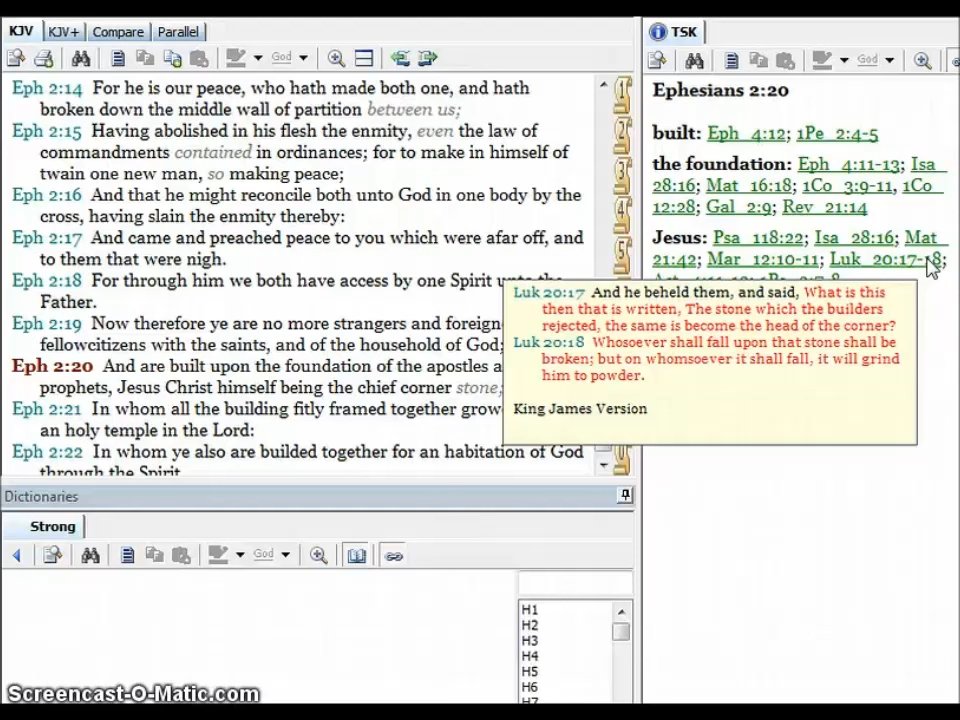 KJV KJV+ Compare Parallel
God
Eph 2:14 For he is our peace, who hath made both one, and hath
broken down the middle wall of partition between us;
Eph 2:15 Having abolished in his flesh the enmity, even the law of
commandments contained in ordinances; for to make in himself of
twain one new man, so making peace;
Eph 2:16 And that he might reconcile both unto God in one body by the
cross, having slain the enmity thereby:
Eph 2:17 And came and preached peace to you which were afar off, and
to them that were nigh.
Eph 2:18 For through him we both have access by one Spirit unto the
Father.
Eph 2:19 Now therefore ye are no more strangers and foreign
fellowcitizens with the saints, and of the household of God;
Eph 2:20 And are built upon the foundation of the apostles a
prophets, Jesus Christ himself being the chief corner stone;
Eph 2:21 In whom all the building fitly framed together grow
an holy temple in the Lord:
Eph 2:22 In whom ye also are builded together for an habitation of God
through the Spirit
1
2
3
4
5
TSK
God
Ephesians 2:20
built: Eph 4:12; 1Pe 2:4-5
the foundation: Eph 4:11-13; Isa
28:16; Mat 16:18; 1Co 3:9-11, 1Co
12:28; Gal 2:9; Rev 21:14
Jesus: Psa 118:22; Isa 28:16; Mat
21:42; Mar 12:10-11; Luk 20:17-18;
Luk 20:17 And he beheld them, and said, What is this
then that is written, The stone which the builders
rejected, the same is become the head of the corner?
Luk 20:18 Whosoever shall fall upon that stone shall be
broken; but on whomsoever it shall fall, it will grind
him to powder.
King James Version
Dictionaries
Strong
God
H1
H2
H3
H4
H5
H6
H7
Screencast-O-Matic.com